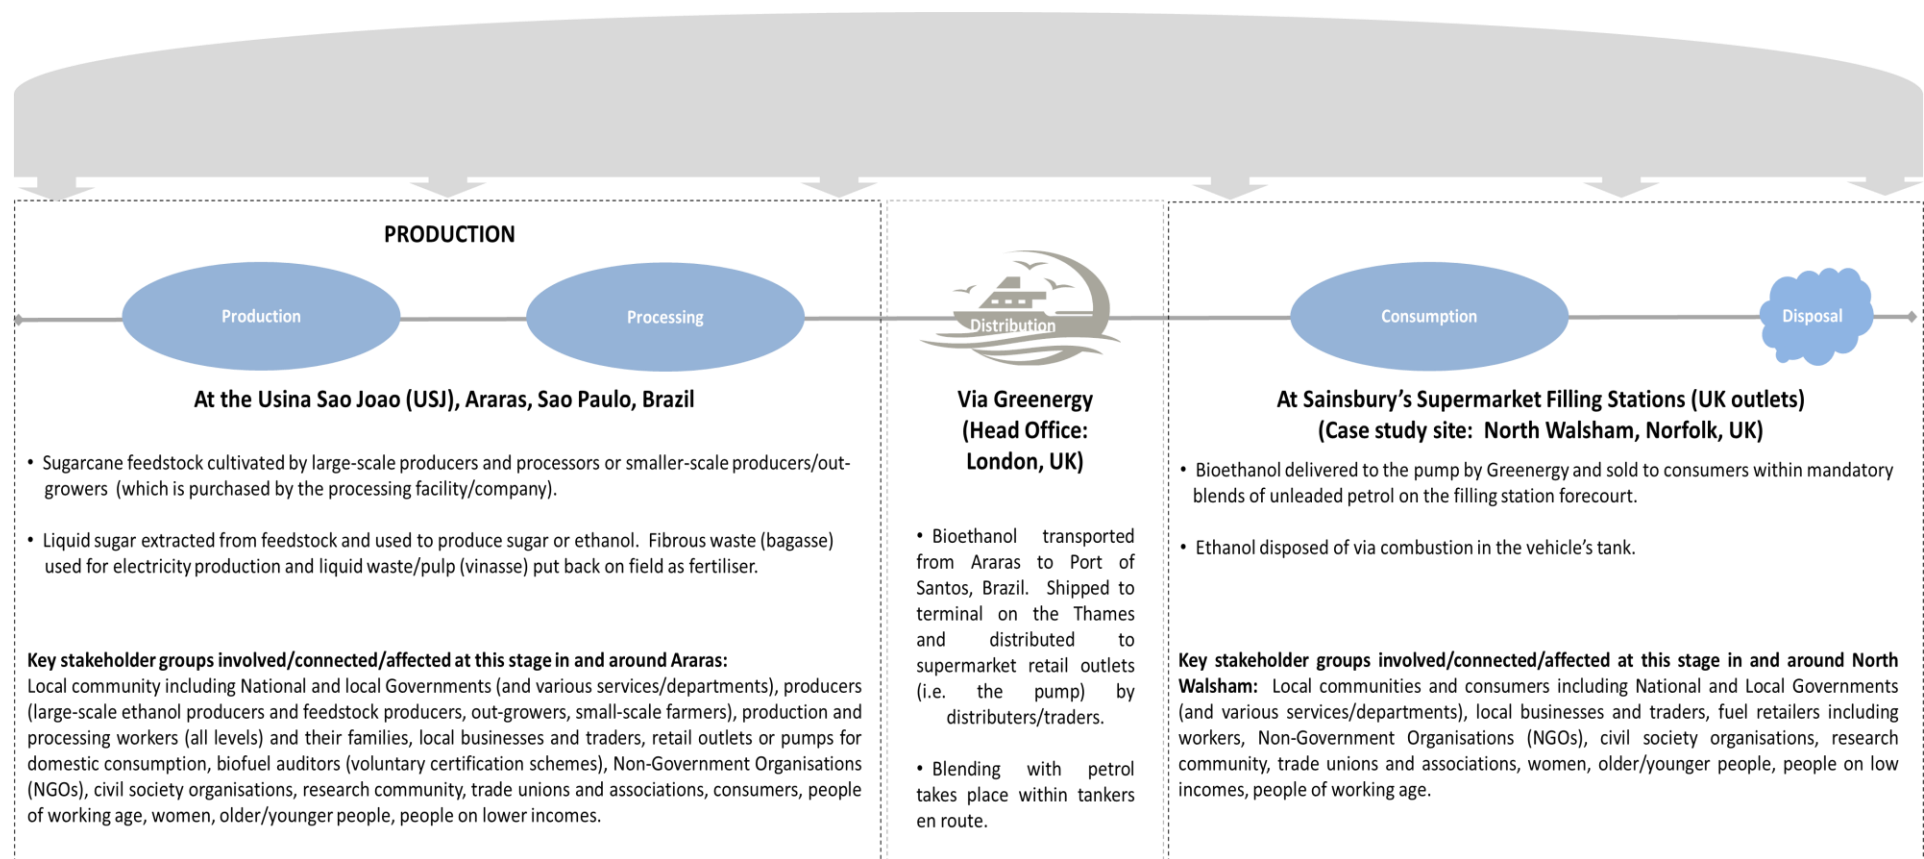 PRODUCTION
Production
Processing
Distribution
Consumption
Disposal
At the Usina Sao Joao (USJ), Araras, Sao Paulo, Brazil
• Sugarcane feedstock cultivated by large-scale producers and processors or smaller-scale producers/out-
growers (which is purchased by the processing facility/company).
• Liquid sugar extracted from feedstock and used to produce sugar or ethanol. Fibrous waste (bagasse)
used for electricity production and liquid waste/pulp (vinasse) put back on field as fertiliser.
Key stakeholder groups involved/connected/affected at this stage in and around Araras:
Local community including National and local Governments (and various services/departments), producers
(large-scale ethanol producers and feedstock producers, out-growers, small-scale farmers), production and
processing workers (all levels) and their families, local businesses and traders, retail outlets or pumps for
domestic consumption, biofuel auditors (voluntary certification schemes), Non-Government Organisations
(NGOs), civil society organisations, research community, trade unions and associations, consumers, people
of working age, women, older/younger people, people on lower incomes.
Via Greenergy
(Head Office:
London, UK)
• Bioethanol transported
from Araras to Port of
Santos, Brazil. Shipped to
terminal on the Thames
and distributed to
supermarket retail outlets
(i.e. the pump) by
distributers/traders.
• Blending with petrol
takes place within tankers
en route.
At Sainsbury's Supermarket Filling Stations (UK outlets)
(Case study site: North Walsham, Norfolk, UK)
• Bioethanol delivered to the pump by Greenergy and sold to consumers within mandatory
blends of unleaded petrol on the filling station forecourt.
• Ethanol disposed of via combustion in the vehicle's tank.
Key stakeholder groups involved/connected/affected at this stage in and around North
Walsham: Local communities and consumers including National and Local Governments
(and various services/departments), local businesses and traders, fuel retailers including
workers, Non-Government Organisations (NGOs), civil society organisations, research
community, trade unions and associations, women, older/younger people, people on low
incomes, people of working age.